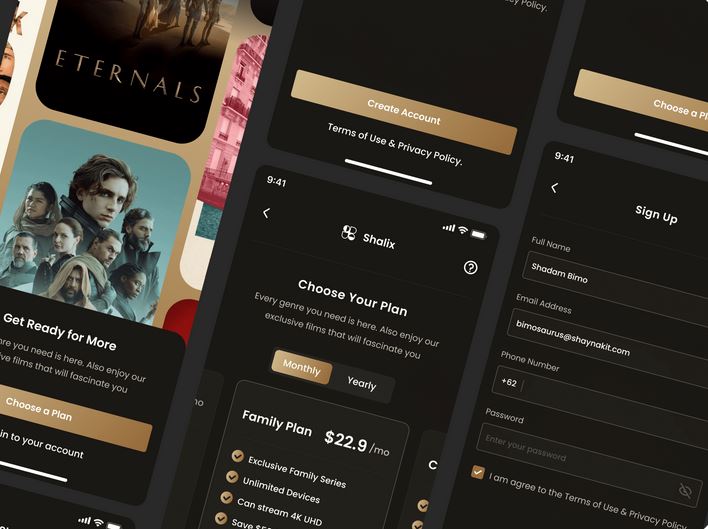 ETERNALS
Get Ready for More
re you need is here. Also enjoy our
ve films that will fascinate you
Choose a Plan
in to your account
cy Policy.
Create Account
Terms of Use & Privacy Policy.
9:41
Shalix
Choose Your Plan
Every genre you need is here. Also enjoy our
exclusive films that will fascinate you
Monthly
Yearly
no
Family Plan
$22.9 /mo
Exclusive Family Series
Unlimited Devices
Can stream 4K UHD
Save
C
Choose a Pl
9:41
Sign Up
Full Name
Shadam Bimo
Email Address
bimosaurus@shaynakit.com
Phone Number
+62
Password
Enter your password
I am agree to the Terms of Use & Privacy Policy